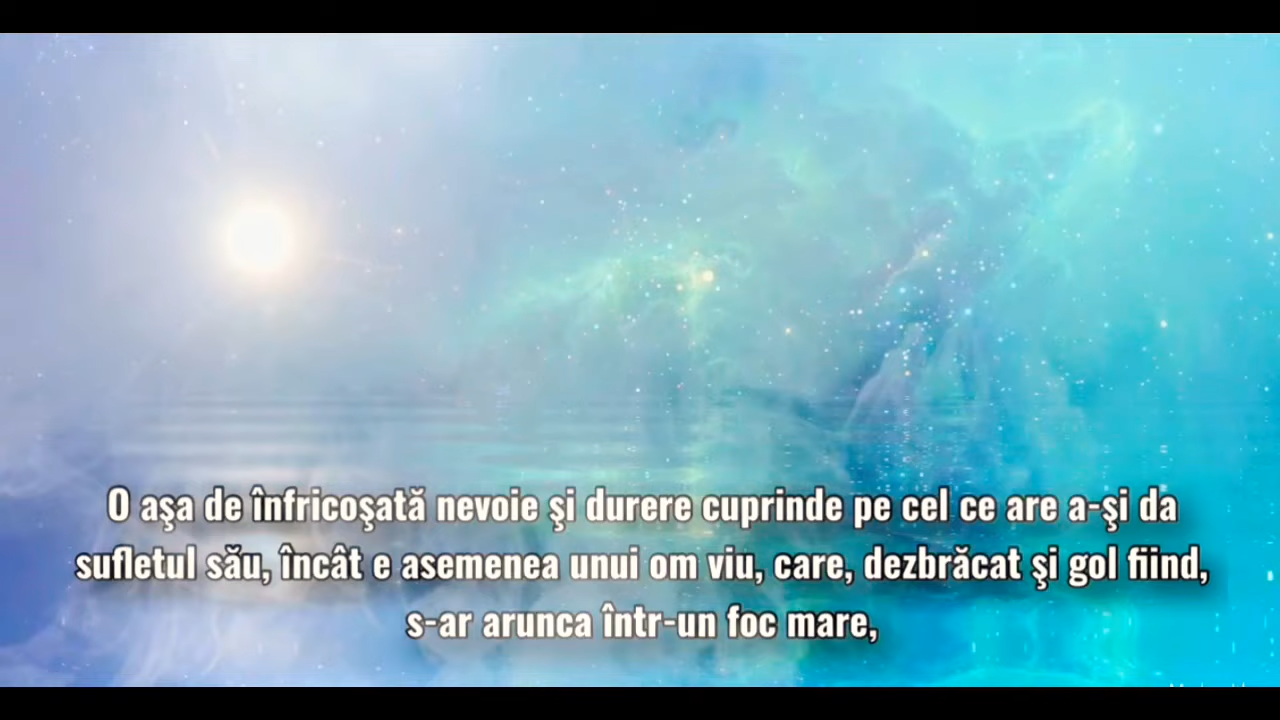 O aşa de înfricoşată nevoie şi durere cuprinde pe cel ce are a-şi da
sufletul său, încât e asemenea unui om viu, care, dezbrăcat şi gol fiind,
s-ar arunca într-un foc mare,